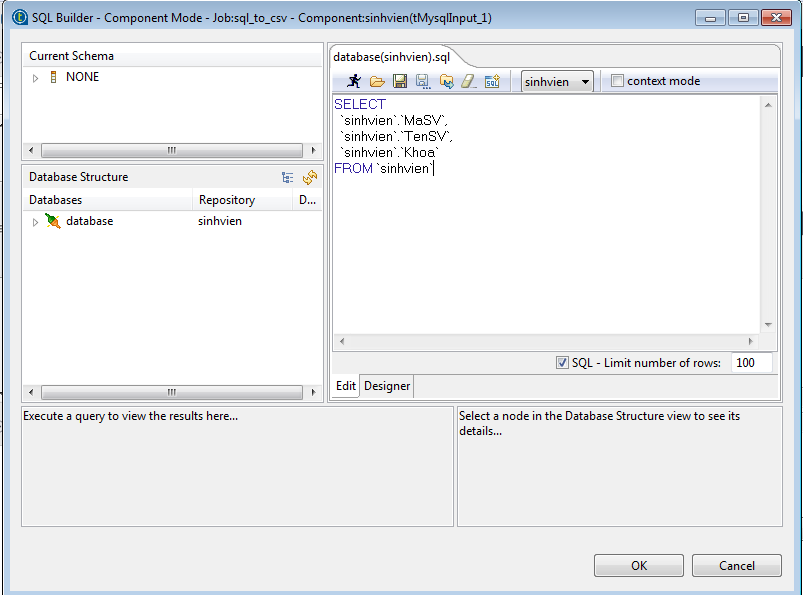 SQL Builder - Component Mode - Job:sql_to_csv - Component:sinhvien(tMysqlInput_1)
Current Schema
NONE
Database Structure
Databases Repository D...
database sinhvien
database(sinhvien).sql
sinhvien context mode
SELECT
`sinhvien`.`MaSV`,
`sinhvien`.`TenSV`,
`sinhvien`.`Khoa`
FROM `sinhvien`
SQL - Limit number of rows: 100
Edit Designer
Execute a query to view the results here...
Select a node in the Database Structure view to see its
details...
OK Cancel